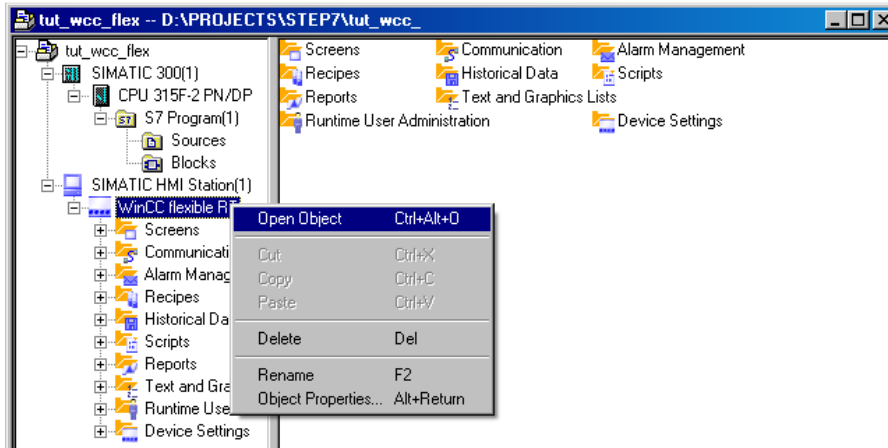 tut_wcc_flex -- D:\PROJECTS\STEP7\tut_wcc_
tut_wcc_flex
SIMATIC 300(1)
CPU 315F-2 PN/DP
S7 Program(1)
Sources
Blocks
SIMATIC HMI Station(1)
WinCC flexible RT
Screens
Communicati
Alarm Manag
Recipes
Historical Da
Scripts
Reports
Text and Gra
Runtime Use
Device Settings
Screens Communication Alarm Management
Recipes Historical Data Scripts
Reports Text and Graphics Lists
Runtime User Administration Device Settings
Open Object Ctrl+Alt+O
Cut Ctrl+X
Copy Ctrl+C
Paste Ctrl+V
Delete Del
Rename F2
Object Properties... Alt+Return